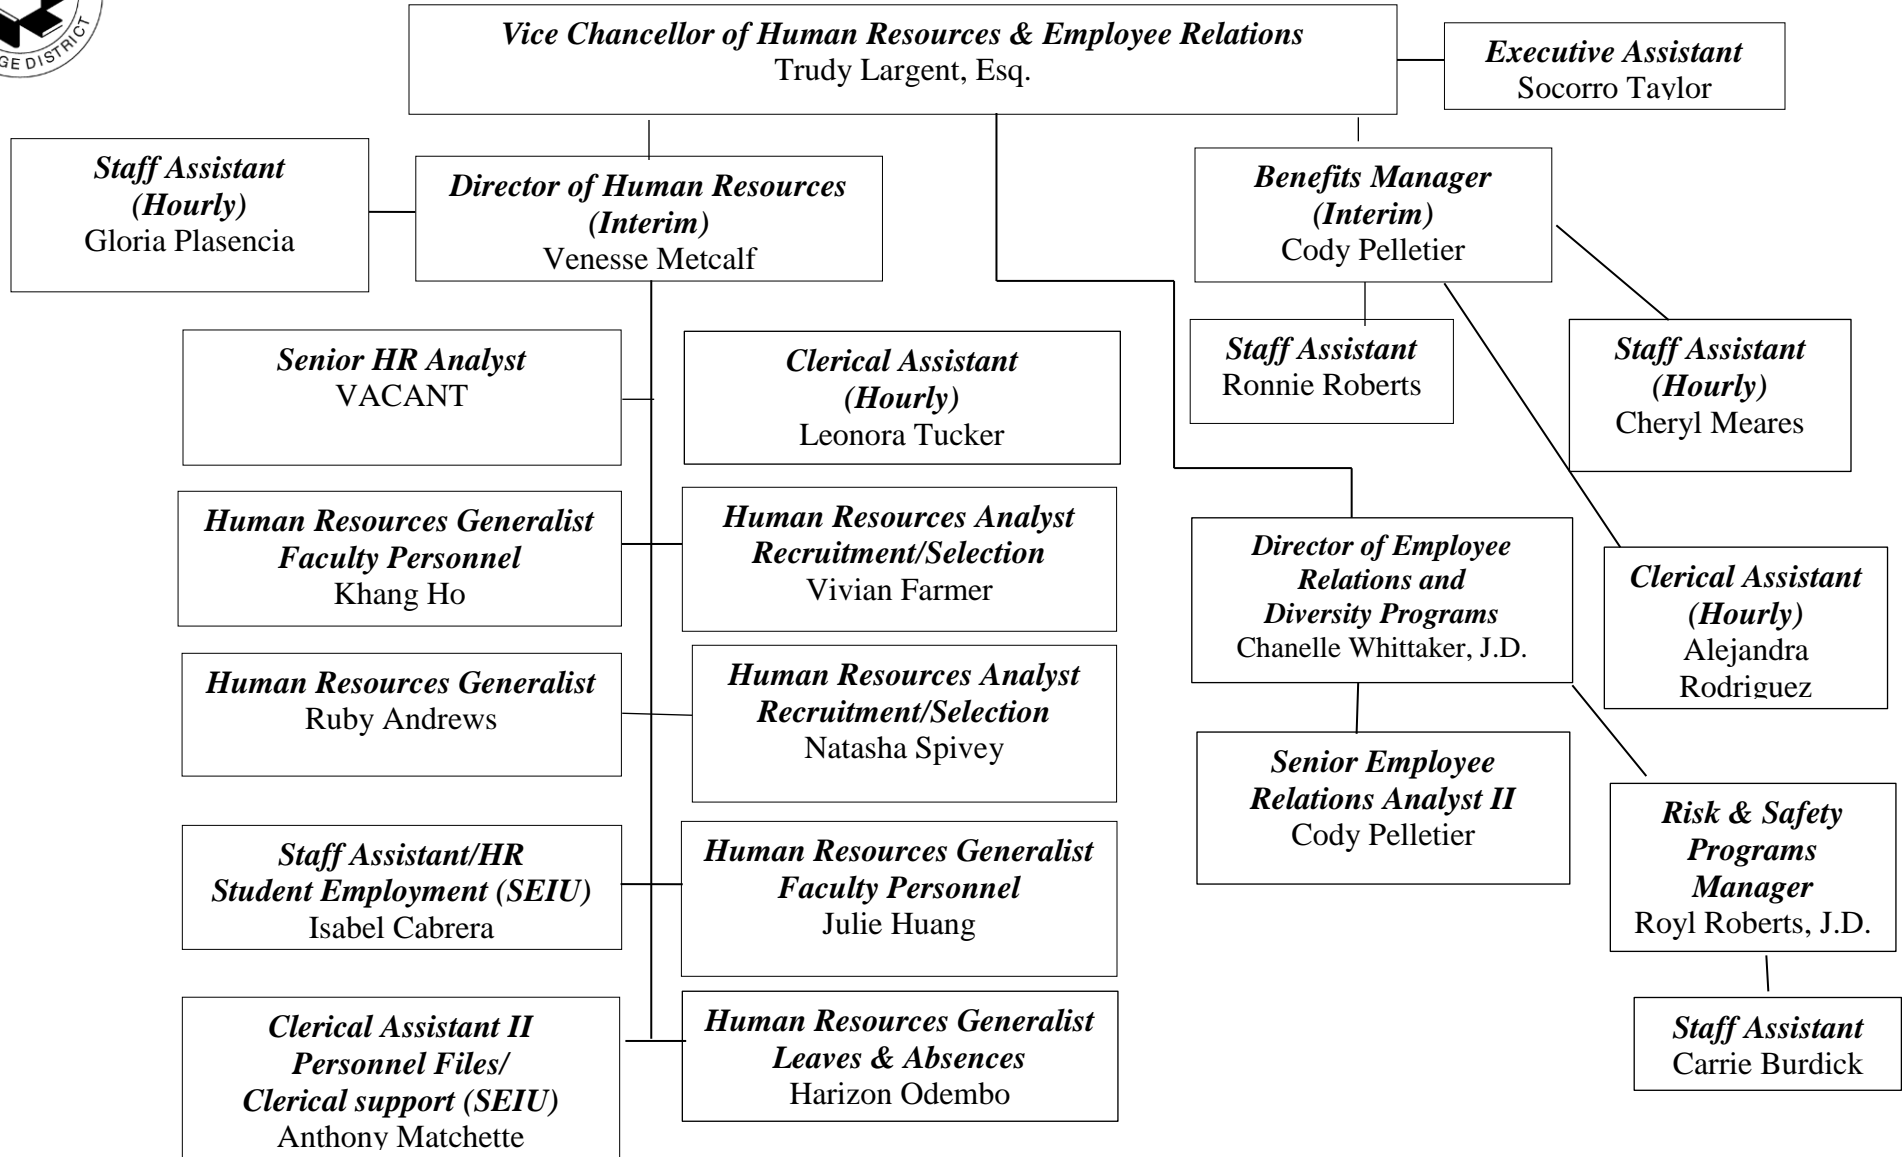 GE DISTRICT
Vice Chancellor of Human Resources & Employee Relations
Trudy Largent, Esq.
Executive Assistant
Socorro Taylor
Staff Assistant
(Hourly)
Gloria Plasencia
Director of Human Resources
(Interim)
Venesse Metcalf
Benefits Manager
(Interim)
Cody Pelletier
Senior HR Analyst
VACANT
Clerical Assistant
(Hourly)
Leonora Tucker
Staff Assistant
Ronnie Roberts
Staff Assistant
(Hourly)
Cheryl Meares
Human Resources Generalist
Faculty Personnel
Khang Ho
Human Resources Analyst
Recruitment/Selection
Vivian Farmer
Director of Employee
Relations and
Diversity Programs
Chanelle Whittaker, J.D.
Clerical Assistant
(Hourly)
Alejandra
Rodriguez
Human Resources Generalist
Ruby Andrews
Human Resources Analyst
Recruitment/Selection
Natasha Spivey
Senior Employee
Relations Analyst II
Cody Pelletier
Risk & Safety
Programs
Manager
Royl Roberts, J.D.
Staff Assistant/HR
Student Employment (SEIU)
Isabel Cabrera
Human Resources Generalist
Faculty Personnel
Julie Huang
Clerical Assistant II
Personnel Files/
Clerical support (SEIU)
Anthony Matchette
Human Resources Generalist
Leaves & Absences
Harizon Odembo
Staff Assistant
Carrie Burdick